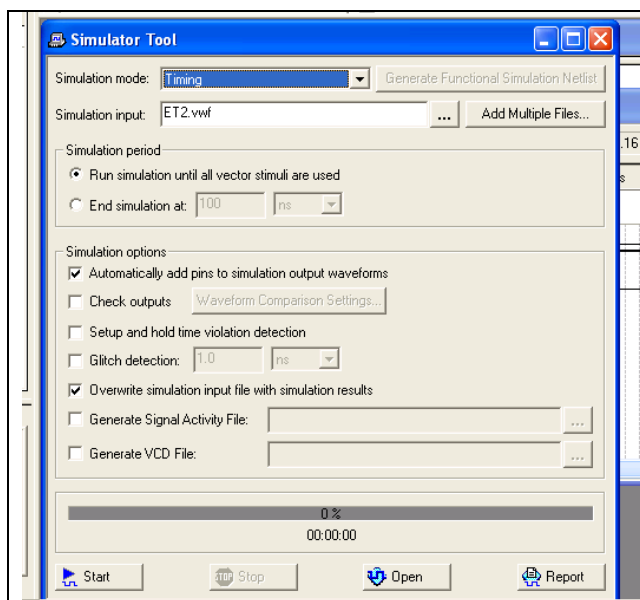 Simulator Tool
Simulation mode: Timing Generate Functional Simulation Netlist
Simulation input: ET2.vwf ... Add Multiple Files...
.16
s
Simulation period
Run simulation until all vector stimuli are used
End simulation at: 100 ns
Simulation options
Automatically add pins to simulation output waveforms
Check outputs Waveform Comparison Settings...
Setup and hold time violation detection
Glitch detection: 1.0 ns
Overwrite simulation input file with simulation results
Generate Signal Activity File: ...
Generate VCD File: ...
0 %
00:00:00
Start STOP Stop Open Report